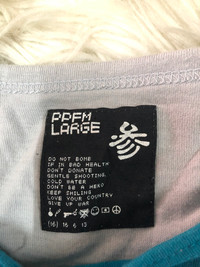 PPFM
LARGE
参
DO NOT BOME
IF IN BAD HEALTH
DON'T DONATE
GENTLE SHOOTING
COLD WATER
DON'T BE A HERO
KEEP SMILING
LOVE YOUR COUNTRY
GIVE UP WAR
(16) 16 6 13